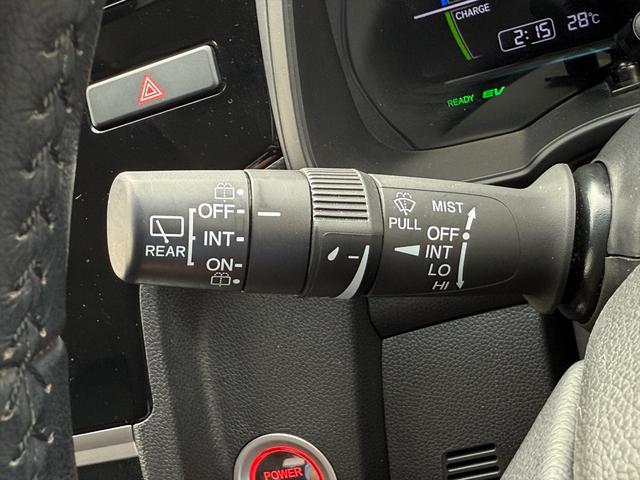 CHARGE
2:15 28℃
READY EV
OFF
INT
ON
REAR
PULL
MIST
OFF
INT
LO
HI
POWER